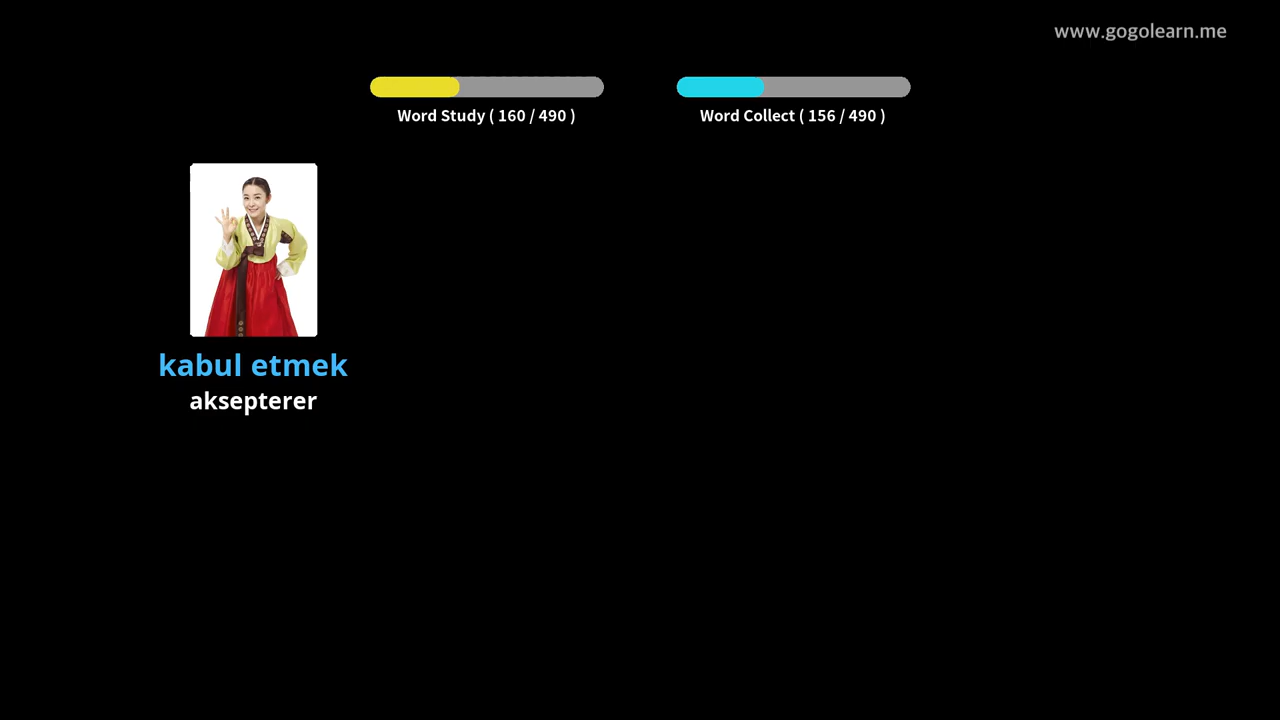 www.gogolearn.me
Word Study ( 160 / 490 )
Word Collect ( 156 / 490 )
kabul etmek
aksepterer